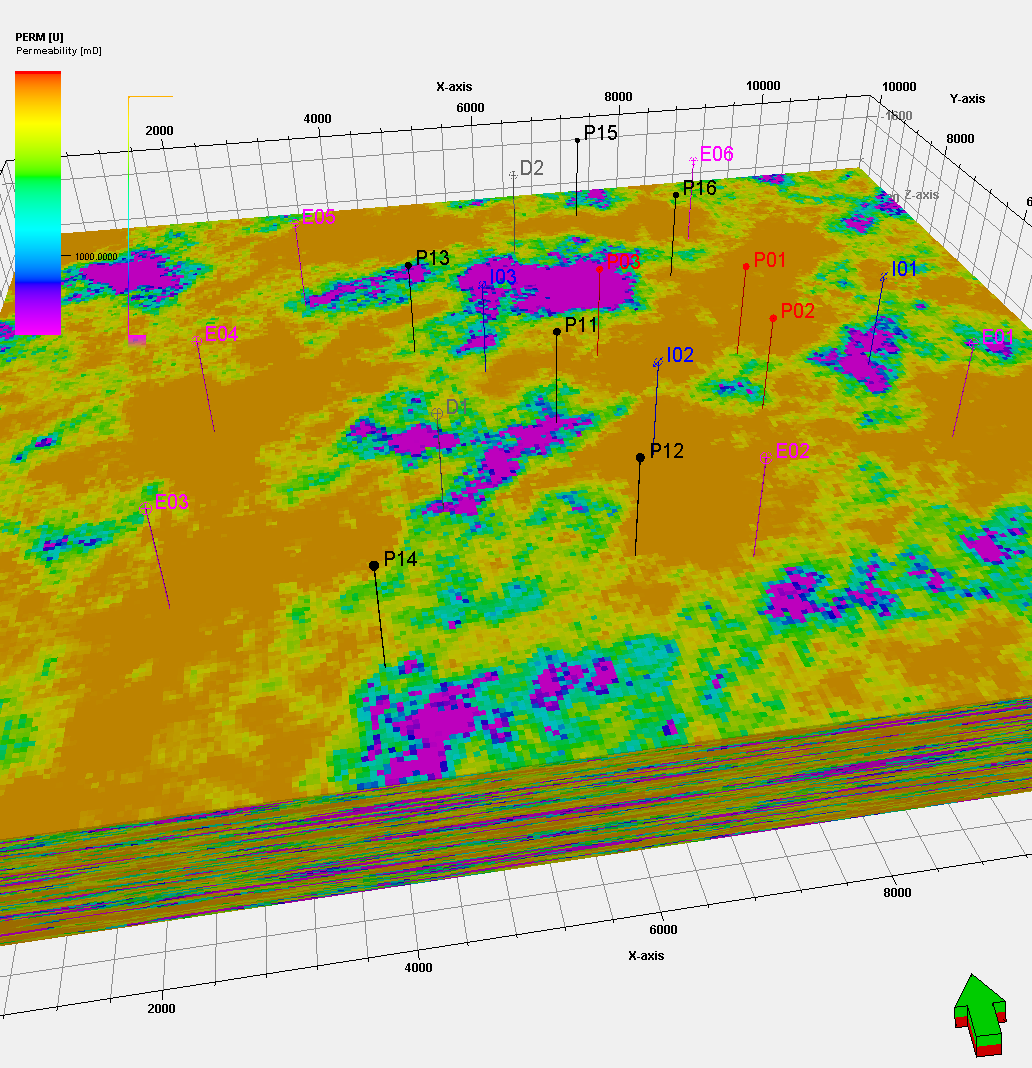 PERM [U]
Permeability [mD]
1000.0000
X-axis
2000
4000
6000
8000
10000
10000
Y-axis
8000
Z-axis
P15
D2
E06
P16
E05
P13
P03
P01
I01
I03
P02
E04
P11
E01
I02
D1
P12
E02
E03
P14
8000
6000
X-axis
4000
2000